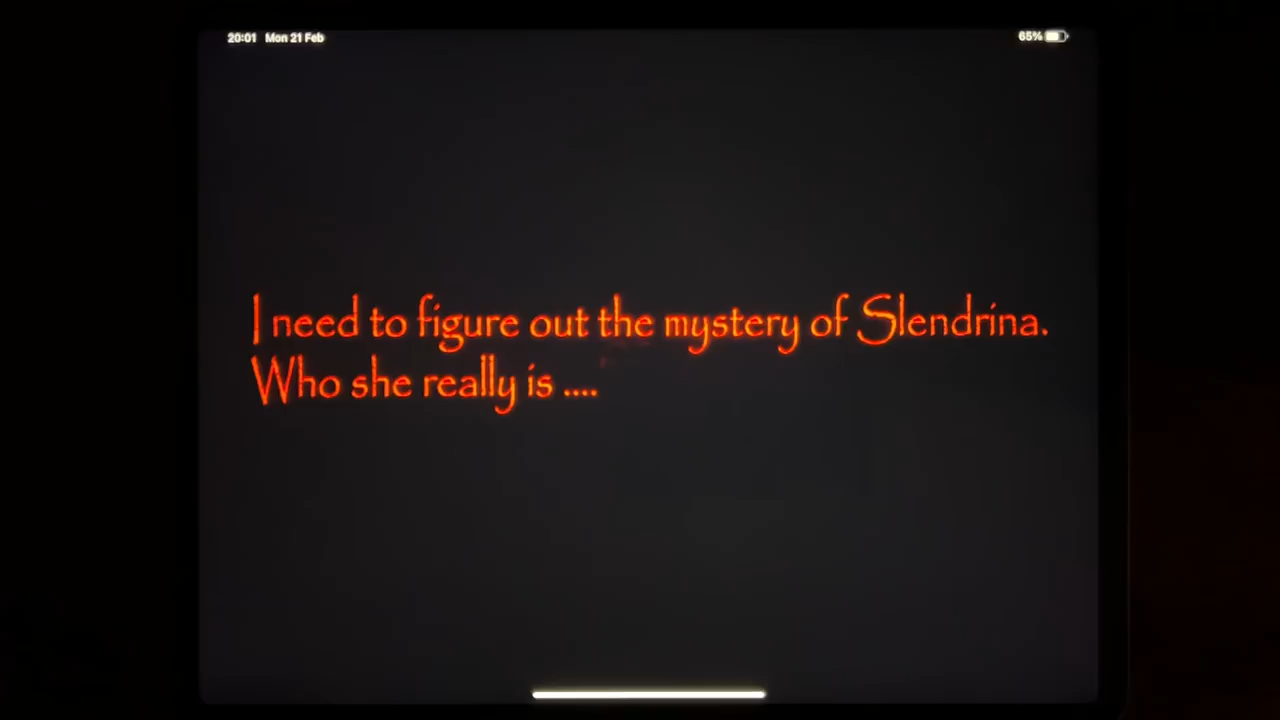 20:01 Mon 21 Feb 65%
I need to figure out the mystery of Slendrina.
Who she really is ....